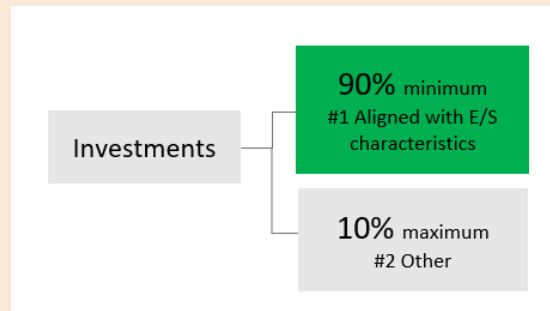 Investments
90% minimum
#1 Aligned with E/S
characteristics
10% maximum
#2 Other